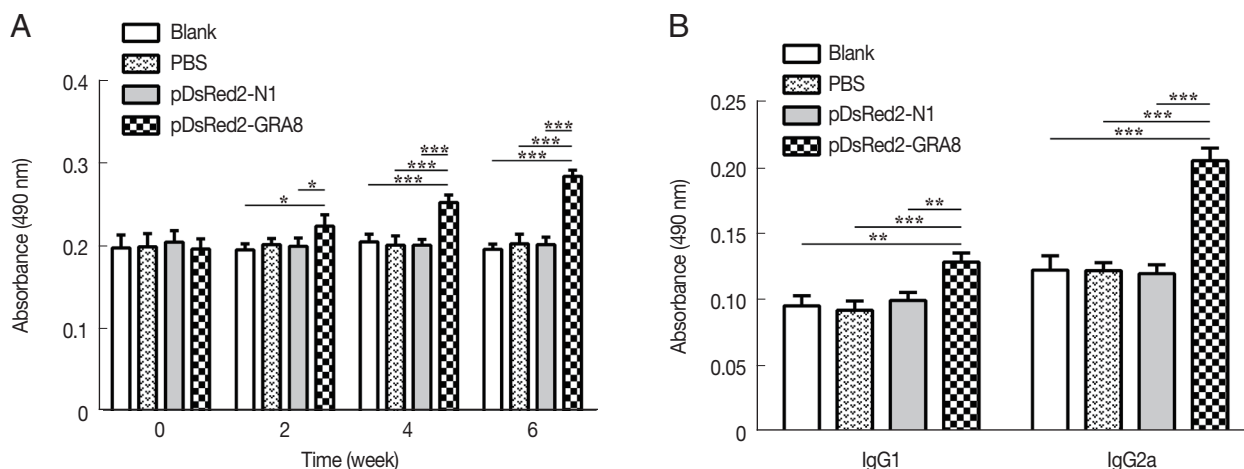 A
Blank
PBS
pDsRed2-N1
pDsRed2-GRA8
Absorbance (490 nm)
0.4
0.3
0.2
0.1
0
* *
*** *** ***
*** *** ***
0 2 4 6
Time (week)
B
Blank
PBS
pDsRed2-N1
pDsRed2-GRA8
Absorbance (490 nm)
0.25
0.20
0.15
0.10
0.05
0
**
***
**
***
***
***
IgG1 IgG2a